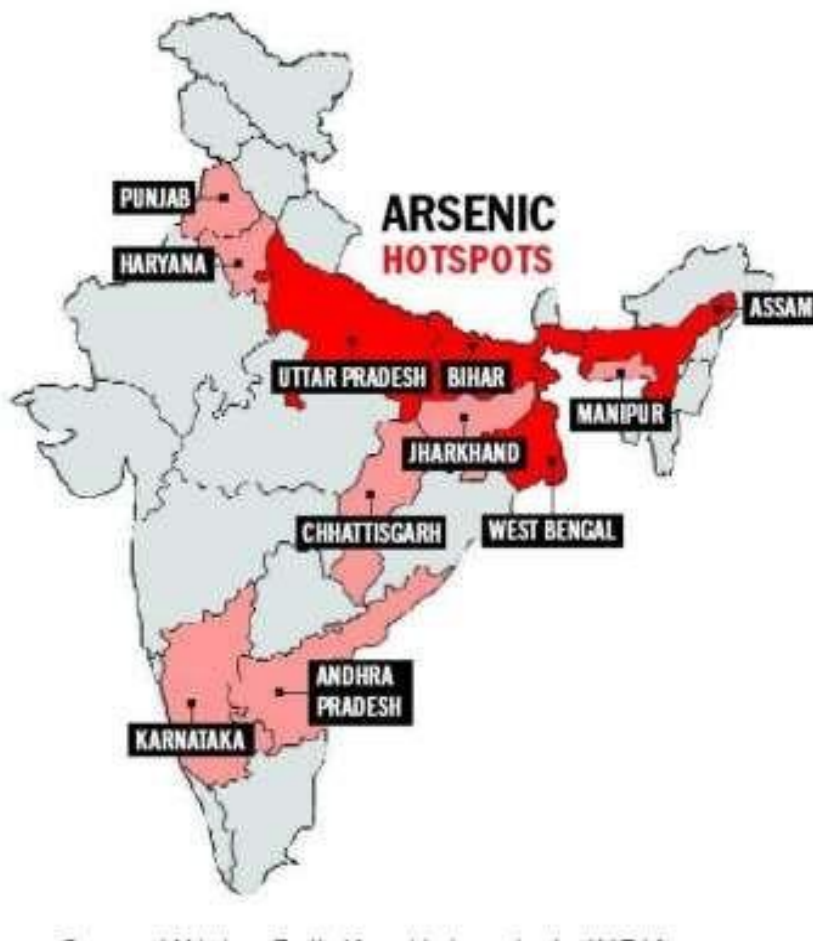 PUNJAB
ARSENIC
HARYANA
HOTSPOTS
ASSAM
UTTAR PRADESH
BIHAR
MANIPUR
JHARKHAND
CHHATTISGARH
WEST BENGAL
ANDHRA
PRADESH
KARNATAKA